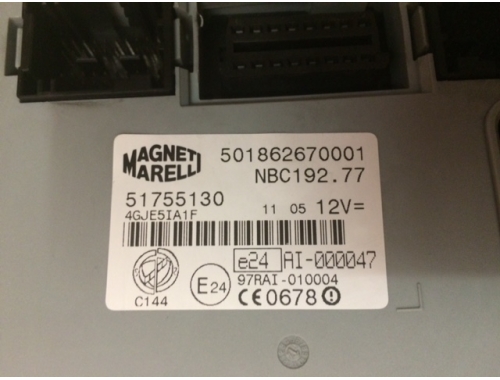 MAGNETI MARELLI
501862670001
NBC192.77
51755130
4GJE5IA1F
11 05 12V=
e24 AI-000047
97RAI-010004
C144
E24
CE0678